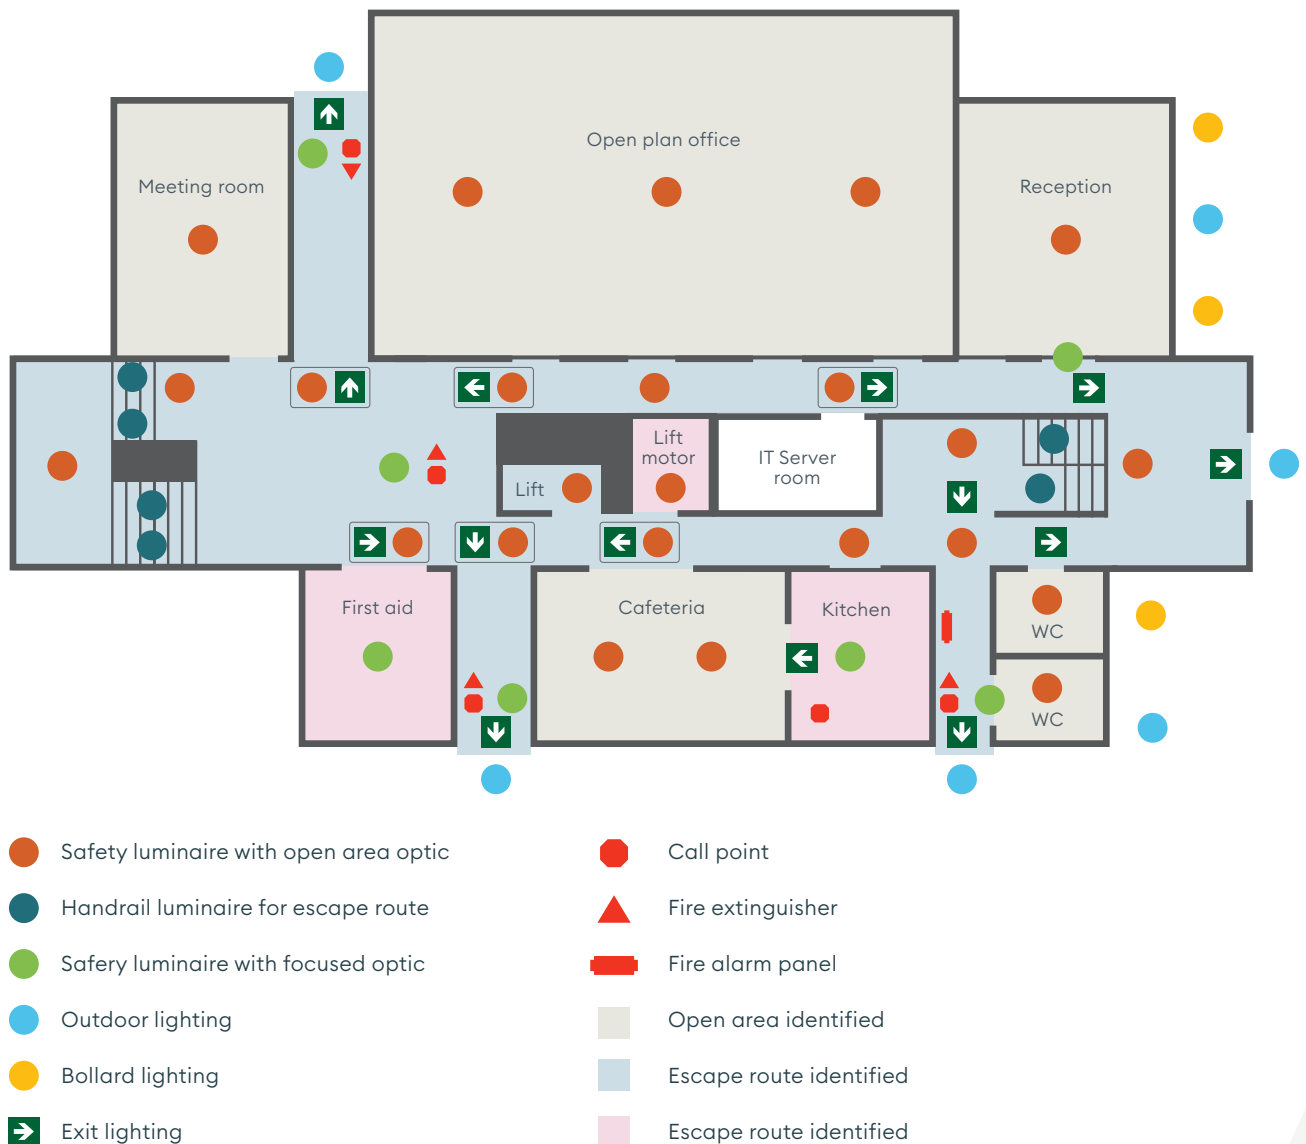 Open plan office
Meeting room
Reception
Lift
motor
IT Server
room
Lift
First aid
Cafeteria
Kitchen
WC
WC
Safety luminaire with open area optic
Handrail luminaire for escape route
Safery luminaire with focused optic
Outdoor lighting
Bollard lighting
Exit lighting
Call point
Fire extinguisher
Fire alarm panel
Open area identified
Escape route identified
Escape route identified